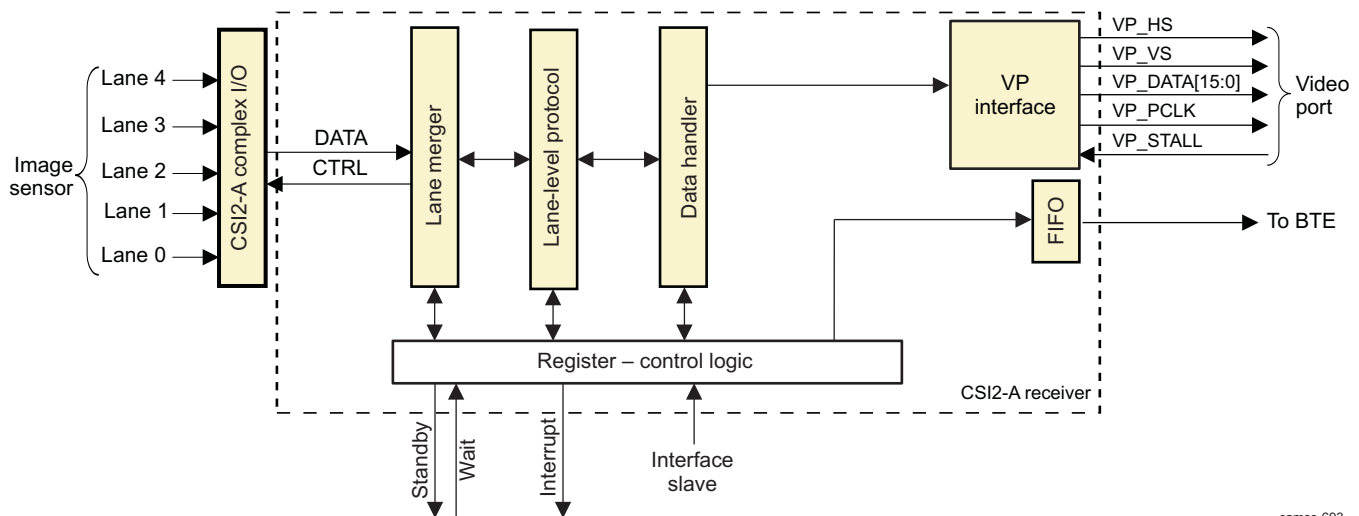 Image
sensor
Lane 4
Lane 3
Lane 2
Lane 1
Lane 0
CSI2-A complex I/O
DATA
CTRL
Lane merger
Lane-level protocol
Data handler
VP
interface
VP_HS
VP_VS
VP_DATA[15:0]
VP_PCLK
VP_STALL
Video
port
FIFO
To BTE
Register – control logic
CSI2-A receiver
Standby
Wait
Interrupt
Interface
slave